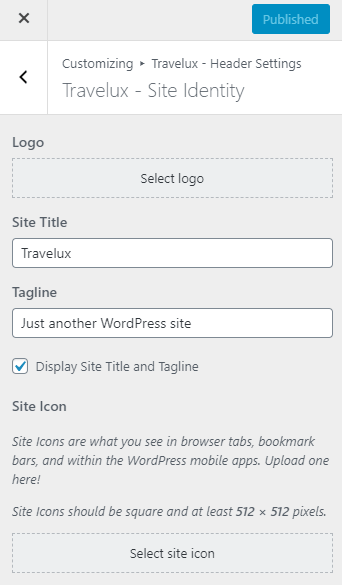 Published
Customizing ▸ Travelux - Header Settings
Travelux - Site Identity
Logo
Select logo
Site Title
Travelux
Tagline
Just another WordPress site
Display Site Title and Tagline
Site Icon
Site Icons are what you see in browser tabs, bookmark
bars, and within the WordPress mobile apps. Upload one
here!
Site Icons should be square and at least 512 × 512 pixels.
Select site icon